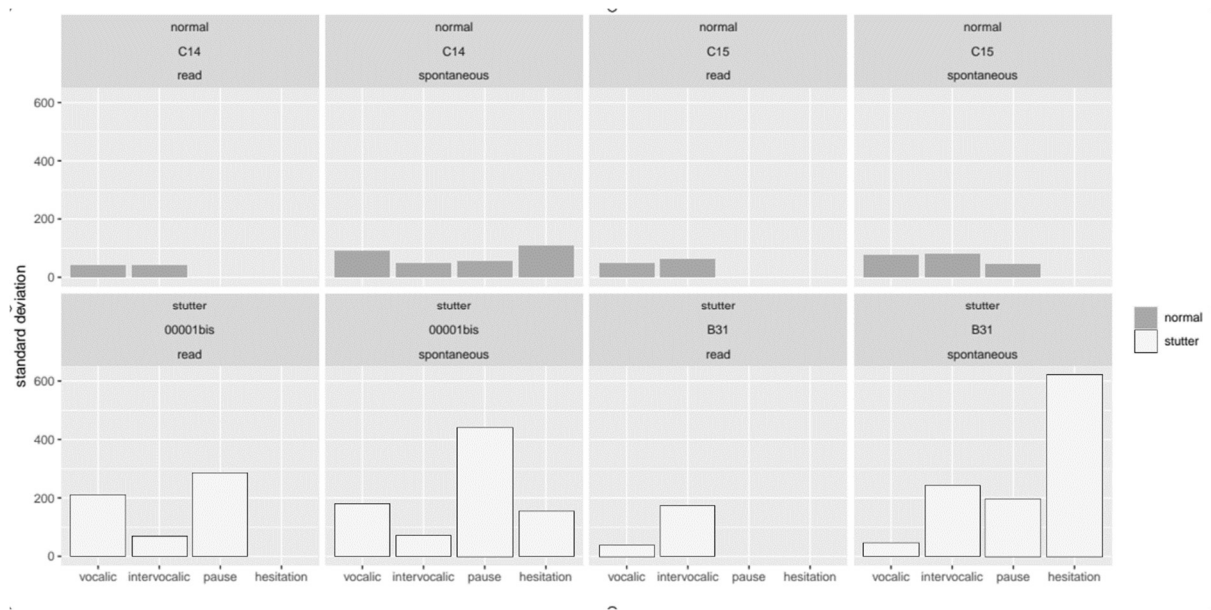 normal
C14
read
normal
C14
spontaneous
normal
C15
read
normal
C15
spontaneous
600
400
200
0
stutter
00001bis
read
stutter
00001bis
spontaneous
stutter
B31
read
stutter
B31
spontaneous
600
400
200
0
vocalic intervocalic pause hesitation
vocalic intervocalic pause hesitation
vocalic intervocalic pause hesitation
vocalic intervocalic pause hesitation
standard deviation
normal
stutter